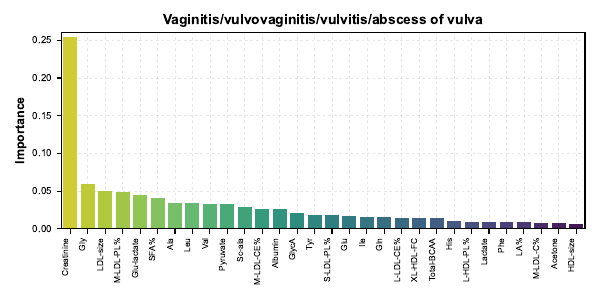 Vaginitis/vulvovaginitis/vulvitis/abscess of vulva
Importance
0.25
0.20
0.15
0.10
0.05
0.00
Creatinine
Gly
LDL-size
M-LDL-PL%
Glu-lactate
SFA%
Ala
Leu
Val
Pyruvate
Sc-ala
M-LDL-CE%
Albumin
GlycA
Tyr
S-LDL-PL%
Glu
Ile
Gln
L-LDL-CE%
XL-HDL-FC
Total-BCAA
His
L-HDL-PL%
Lactate
Phe
LA%
M-LDL-C%
Acetone
HDL-size